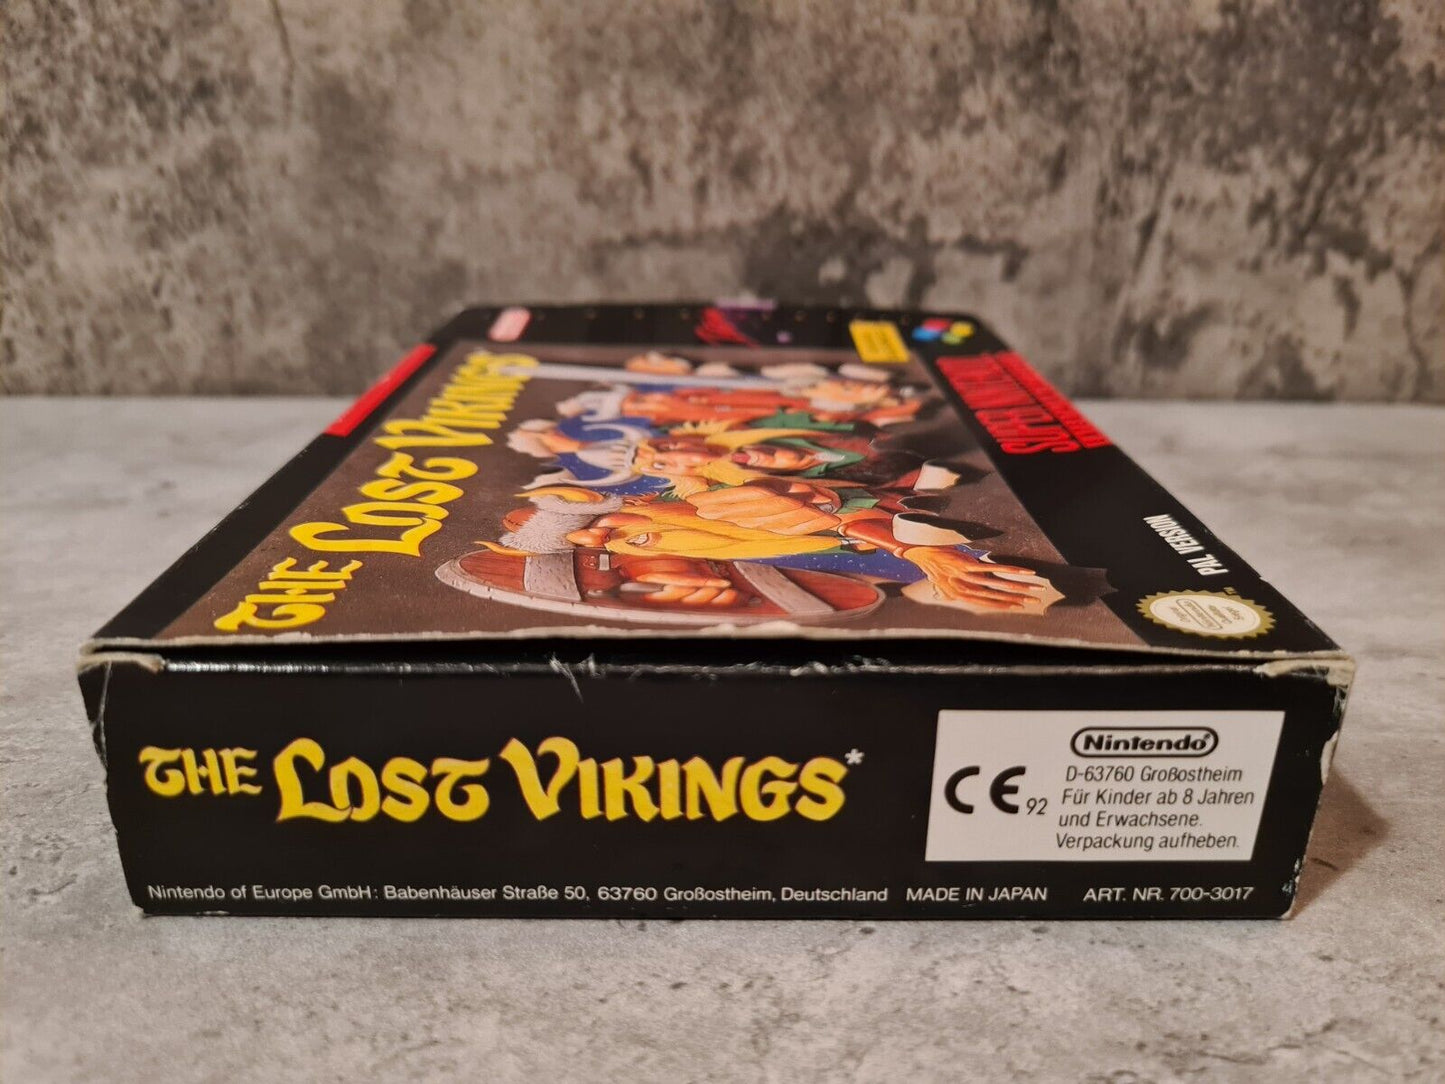 THE LOST VIKINGS
SUPER NINTENDO
PAL VERSION
THE LOST VIKINGS*
Nintendo®
D-63760 Großostheim
CE 92
Für Kinder ab 8 Jahren
und Erwachsene.
Verpackung aufheben.
Nintendo of Europe GmbH: Babenhäuser Straße 50, 63760 Großostheim, Deutschland MADE IN JAPAN ART. NR. 700-3017